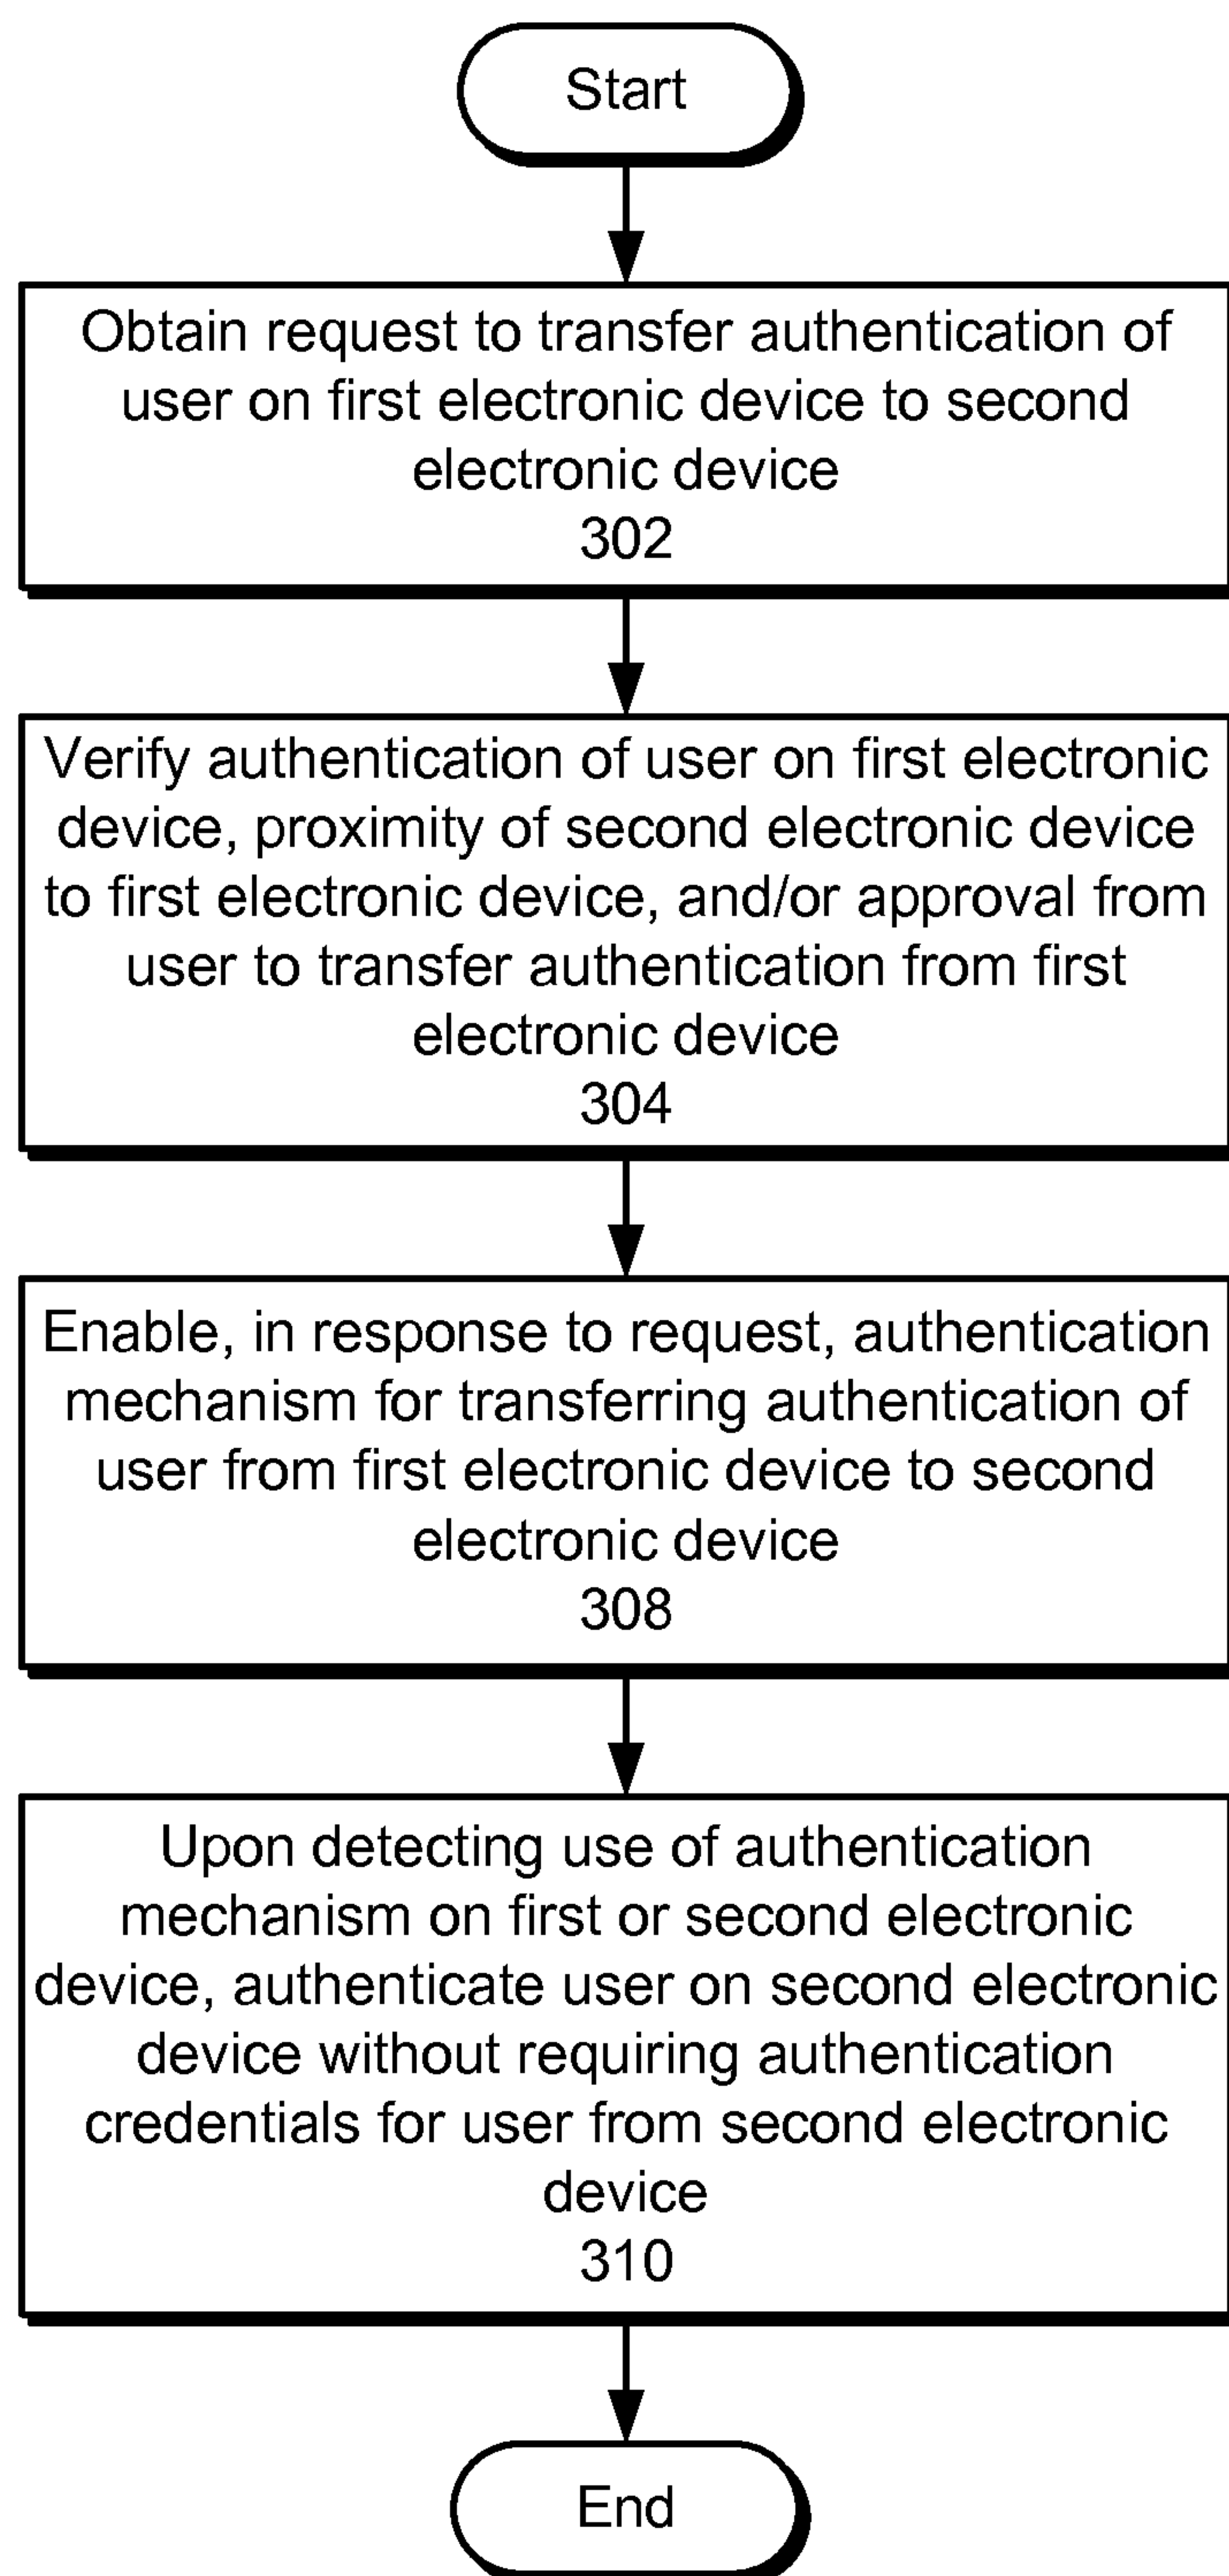 Start
Obtain request to transfer authentication of
user on first electronic device to second
electronic device
302
Verify authentication of user on first electronic
device, proximity of second electronic device
to first electronic device, and/or approval from
user to transfer authentication from first
electronic device
304
Enable, in response to request, authentication
mechanism for transferring authentication of
user from first electronic device to second
electronic device
308
Upon detecting use of authentication
mechanism on first or second electronic
device, authenticate user on second electronic
device without requiring authentication
credentials for user from second electronic
device
310
End